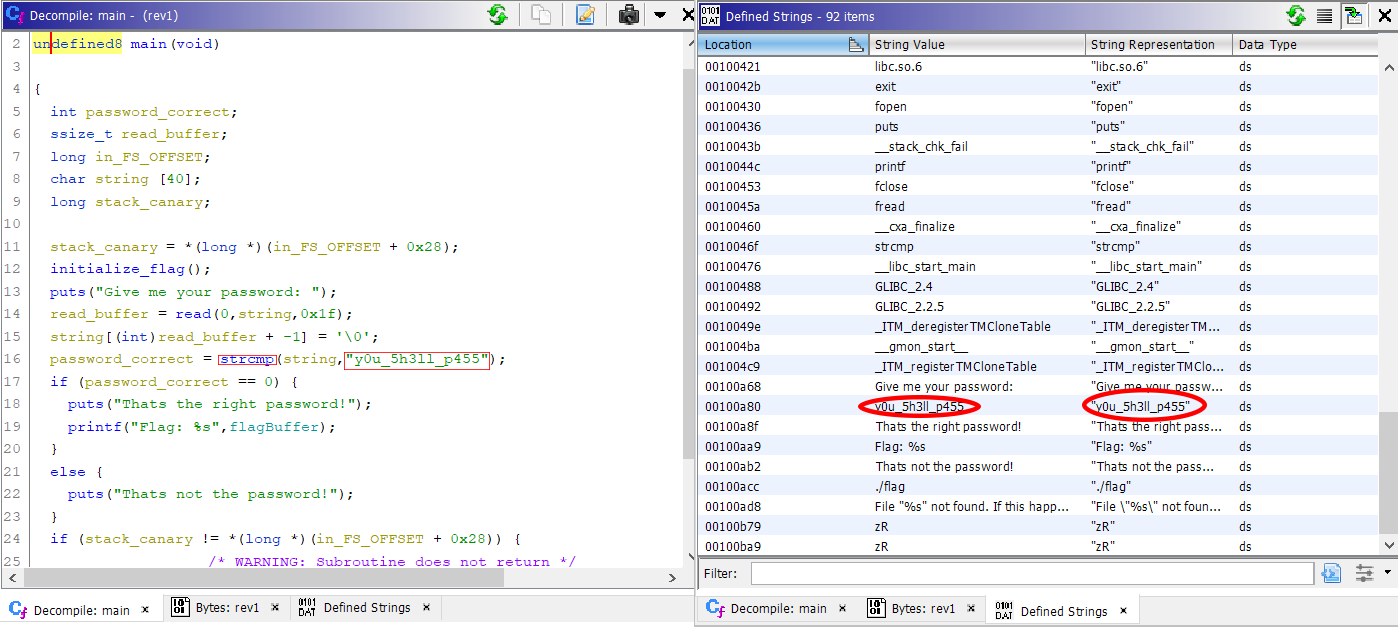 Decompile: main - (rev1)
2 undefined8 main(void)
3
4 {
5 int password_correct;
6 ssize_t read_buffer;
7 long in_FS_OFFSET;
8 char string [40];
9 long stack_canary;
10
11 stack_canary = *(long *)(in_FS_OFFSET + 0x28);
12 initialize_flag();
13 puts("Give me your password: ");
14 read_buffer = read(0,string,0x1f);
15 string[(int)read_buffer + -1] = '\0';
16 password_correct = strcmp(string,"y0u_5h3ll_p455");
17 if (password_correct == 0) {
18 puts("Thats the right password!");
19 printf("Flag: %s",flagBuffer);
20 }
21 else {
22 puts("Thats not the password!");
23 }
24 if (stack_canary != *(long *)(in_FS_OFFSET + 0x28)) {
25 /* WARNING: Subroutine does not return */
Decompile: main × Bytes: rev1 × Defined Strings ×
Defined Strings - 92 items
Location String Value String Representation Data Type
00100421 libc.so.6 "libc.so.6" ds
0010042b exit "exit" ds
00100430 fopen "fopen" ds
00100436 puts "puts" ds
0010043b __stack_chk_fail "__stack_chk_fail" ds
0010044c printf "printf" ds
00100453 fclose "fclose" ds
0010045a fread "fread" ds
00100460 __cxa_finalize "__cxa_finalize" ds
0010046f strcmp "strcmp" ds
00100476 __libc_start_main "__libc_start_main" ds
00100488 GLIBC_2.4 "GLIBC_2.4" ds
00100492 GLIBC_2.2.5 "GLIBC_2.2.5" ds
0010049e _ITM_deregisterTMCloneTable "_ITM_deregisterTM... ds
001004ba __gmon_start__ "__gmon_start__" ds
001004c9 _ITM_registerTMCloneTable "_ITM_registerTMClo... ds
00100a68 Give me your password: "Give me your passw... ds
00100a80 y0u_5h3ll_p455 "y0u_5h3ll_p455" ds
00100a8f Thats the right password! "Thats the right pass... ds
00100aa9 Flag: %s "Flag: %s" ds
00100ab2 Thats not the password! "Thats not the pass... ds
00100acc ./flag "./flag" ds
00100ad8 File "%s" not found. If this happ... "File \"%s\" not foun... ds
00100b79 zR "zR" ds
00100ba9 zR "zR" ds
Filter:
Decompile: main × Bytes: rev1 × Defined Strings ×